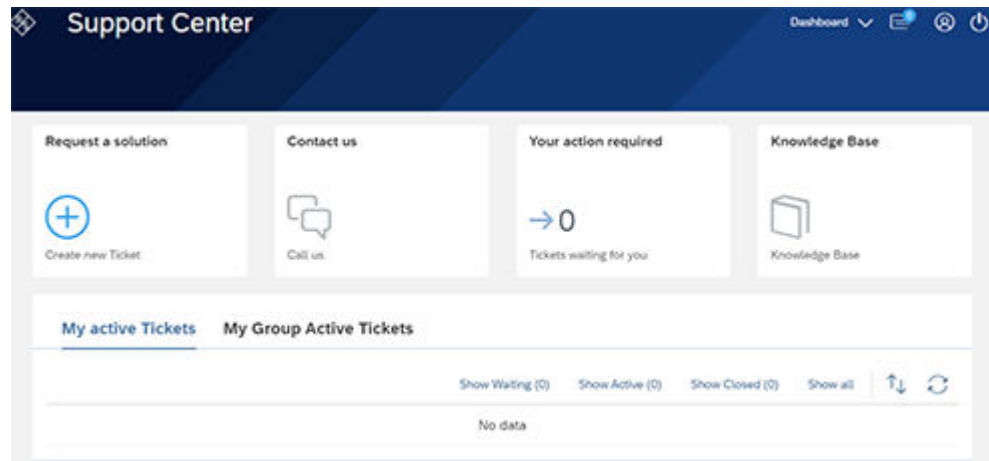 Support Center
Dashboard
Request a solution
Create new Ticket
Contact us
Call us
Your action required
0
Tickets waiting for you
Knowledge Base
Knowledge Base
My active Tickets My Group Active Tickets
Show Waiting (0) Show Active (0) Show Closed (0) Show all
No data